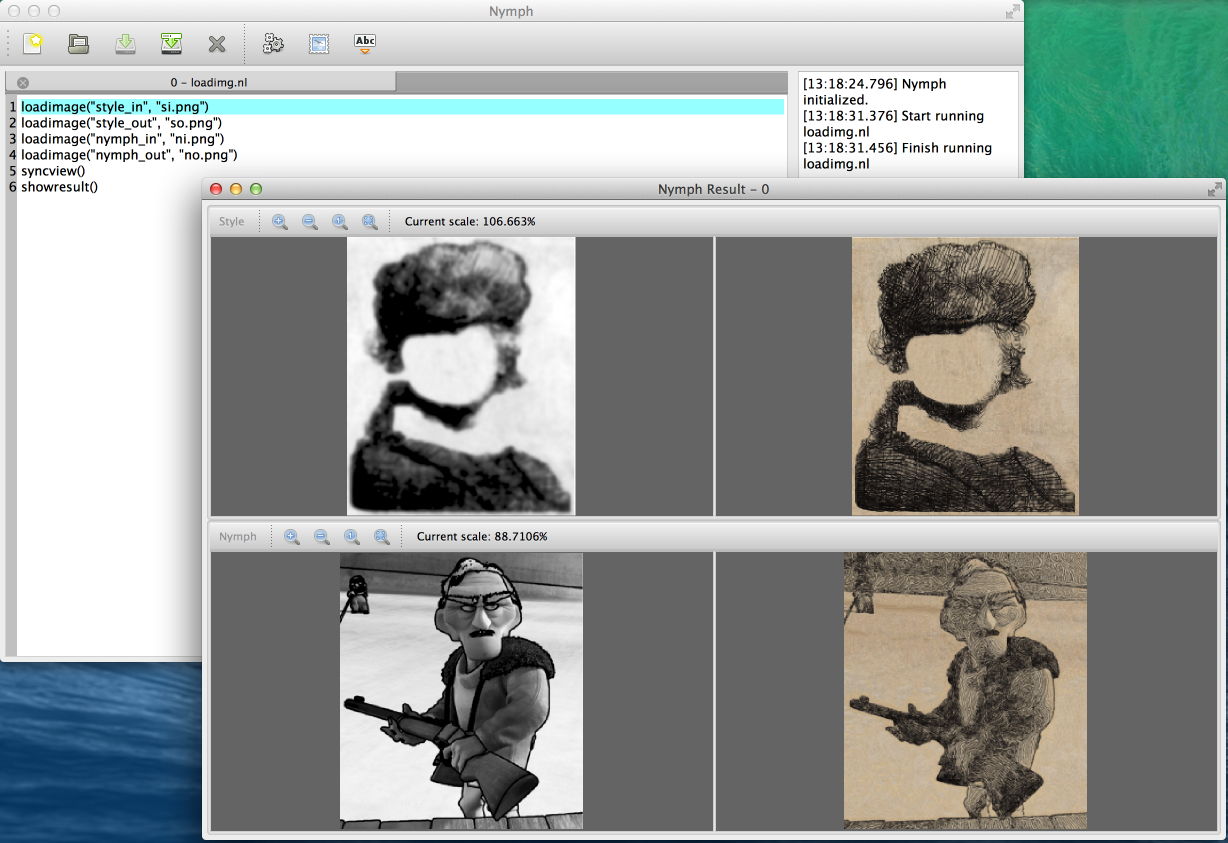 Nymph
Abc
0 – loadimg.nl
1 loadimage("style_in", "si.png")
2 loadimage("style_out", "so.png")
3 loadimage("nymph_in", "ni.png")
4 loadimage("nymph_out", "no.png")
5 syncview()
6 showresult()
[13:18:24.796] Nymph
initialized.
[13:18:31.376] Start running
loadimg.nl
[13:18:31.456] Finish running
loadimg.nl
Nymph Result – 0
Style
Current scale: 106.663%
Nymph
Current scale: 88.7106%